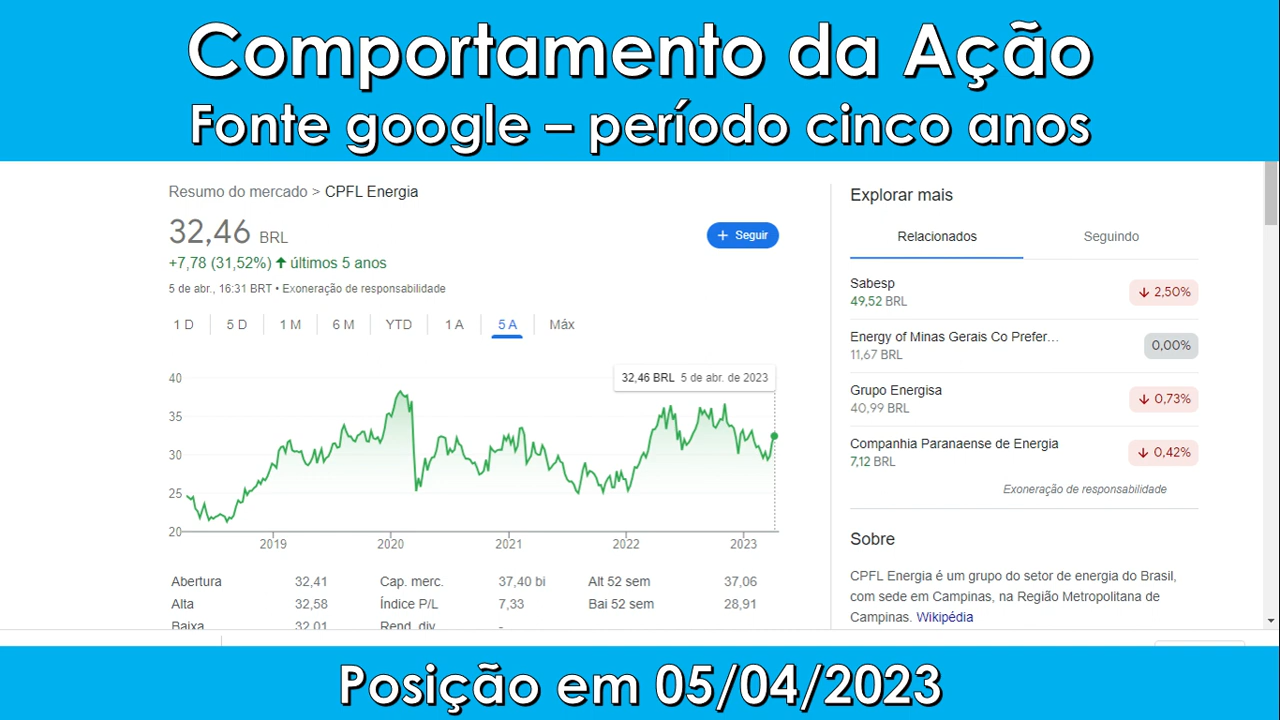 Comportamento da Ação
Fonte google – período cinco anos
Resumo do mercado > CPFL Energia
32,46 BRL
+ Seguir
+7,78 (31,52%) ↑ últimos 5 anos
5 de abr., 16:31 BRT • Exoneração de responsabilidade
1 D 5 D 1 M 6 M YTD 1 A 5 A Máx
32,46 BRL 5 de abr. de 2023
40
35
30
25
20
2019 2020 2021 2022 2023
Abertura 32,41 Cap. merc. 37,40 bi Alt 52 sem 37,06
Alta 32,58 Índice P/L 7,33 Bai 52 sem 28,91
Baixa 32,01 Rend. div. -
Explorar mais
Relacionados Seguindo
Sabesp
49,52 BRL
↓ 2,50%
Energy of Minas Gerais Co Prefer…
11,67 BRL
0,00%
Grupo Energisa
40,99 BRL
↓ 0,73%
Companhia Paranaense de Energia
7,12 BRL
↓ 0,42%
Exoneração de responsabilidade
Sobre
CPFL Energia é um grupo do setor de energia do Brasil,
com sede em Campinas, na Região Metropolitana de
Campinas. Wikipédia
Posição em 05/04/2023